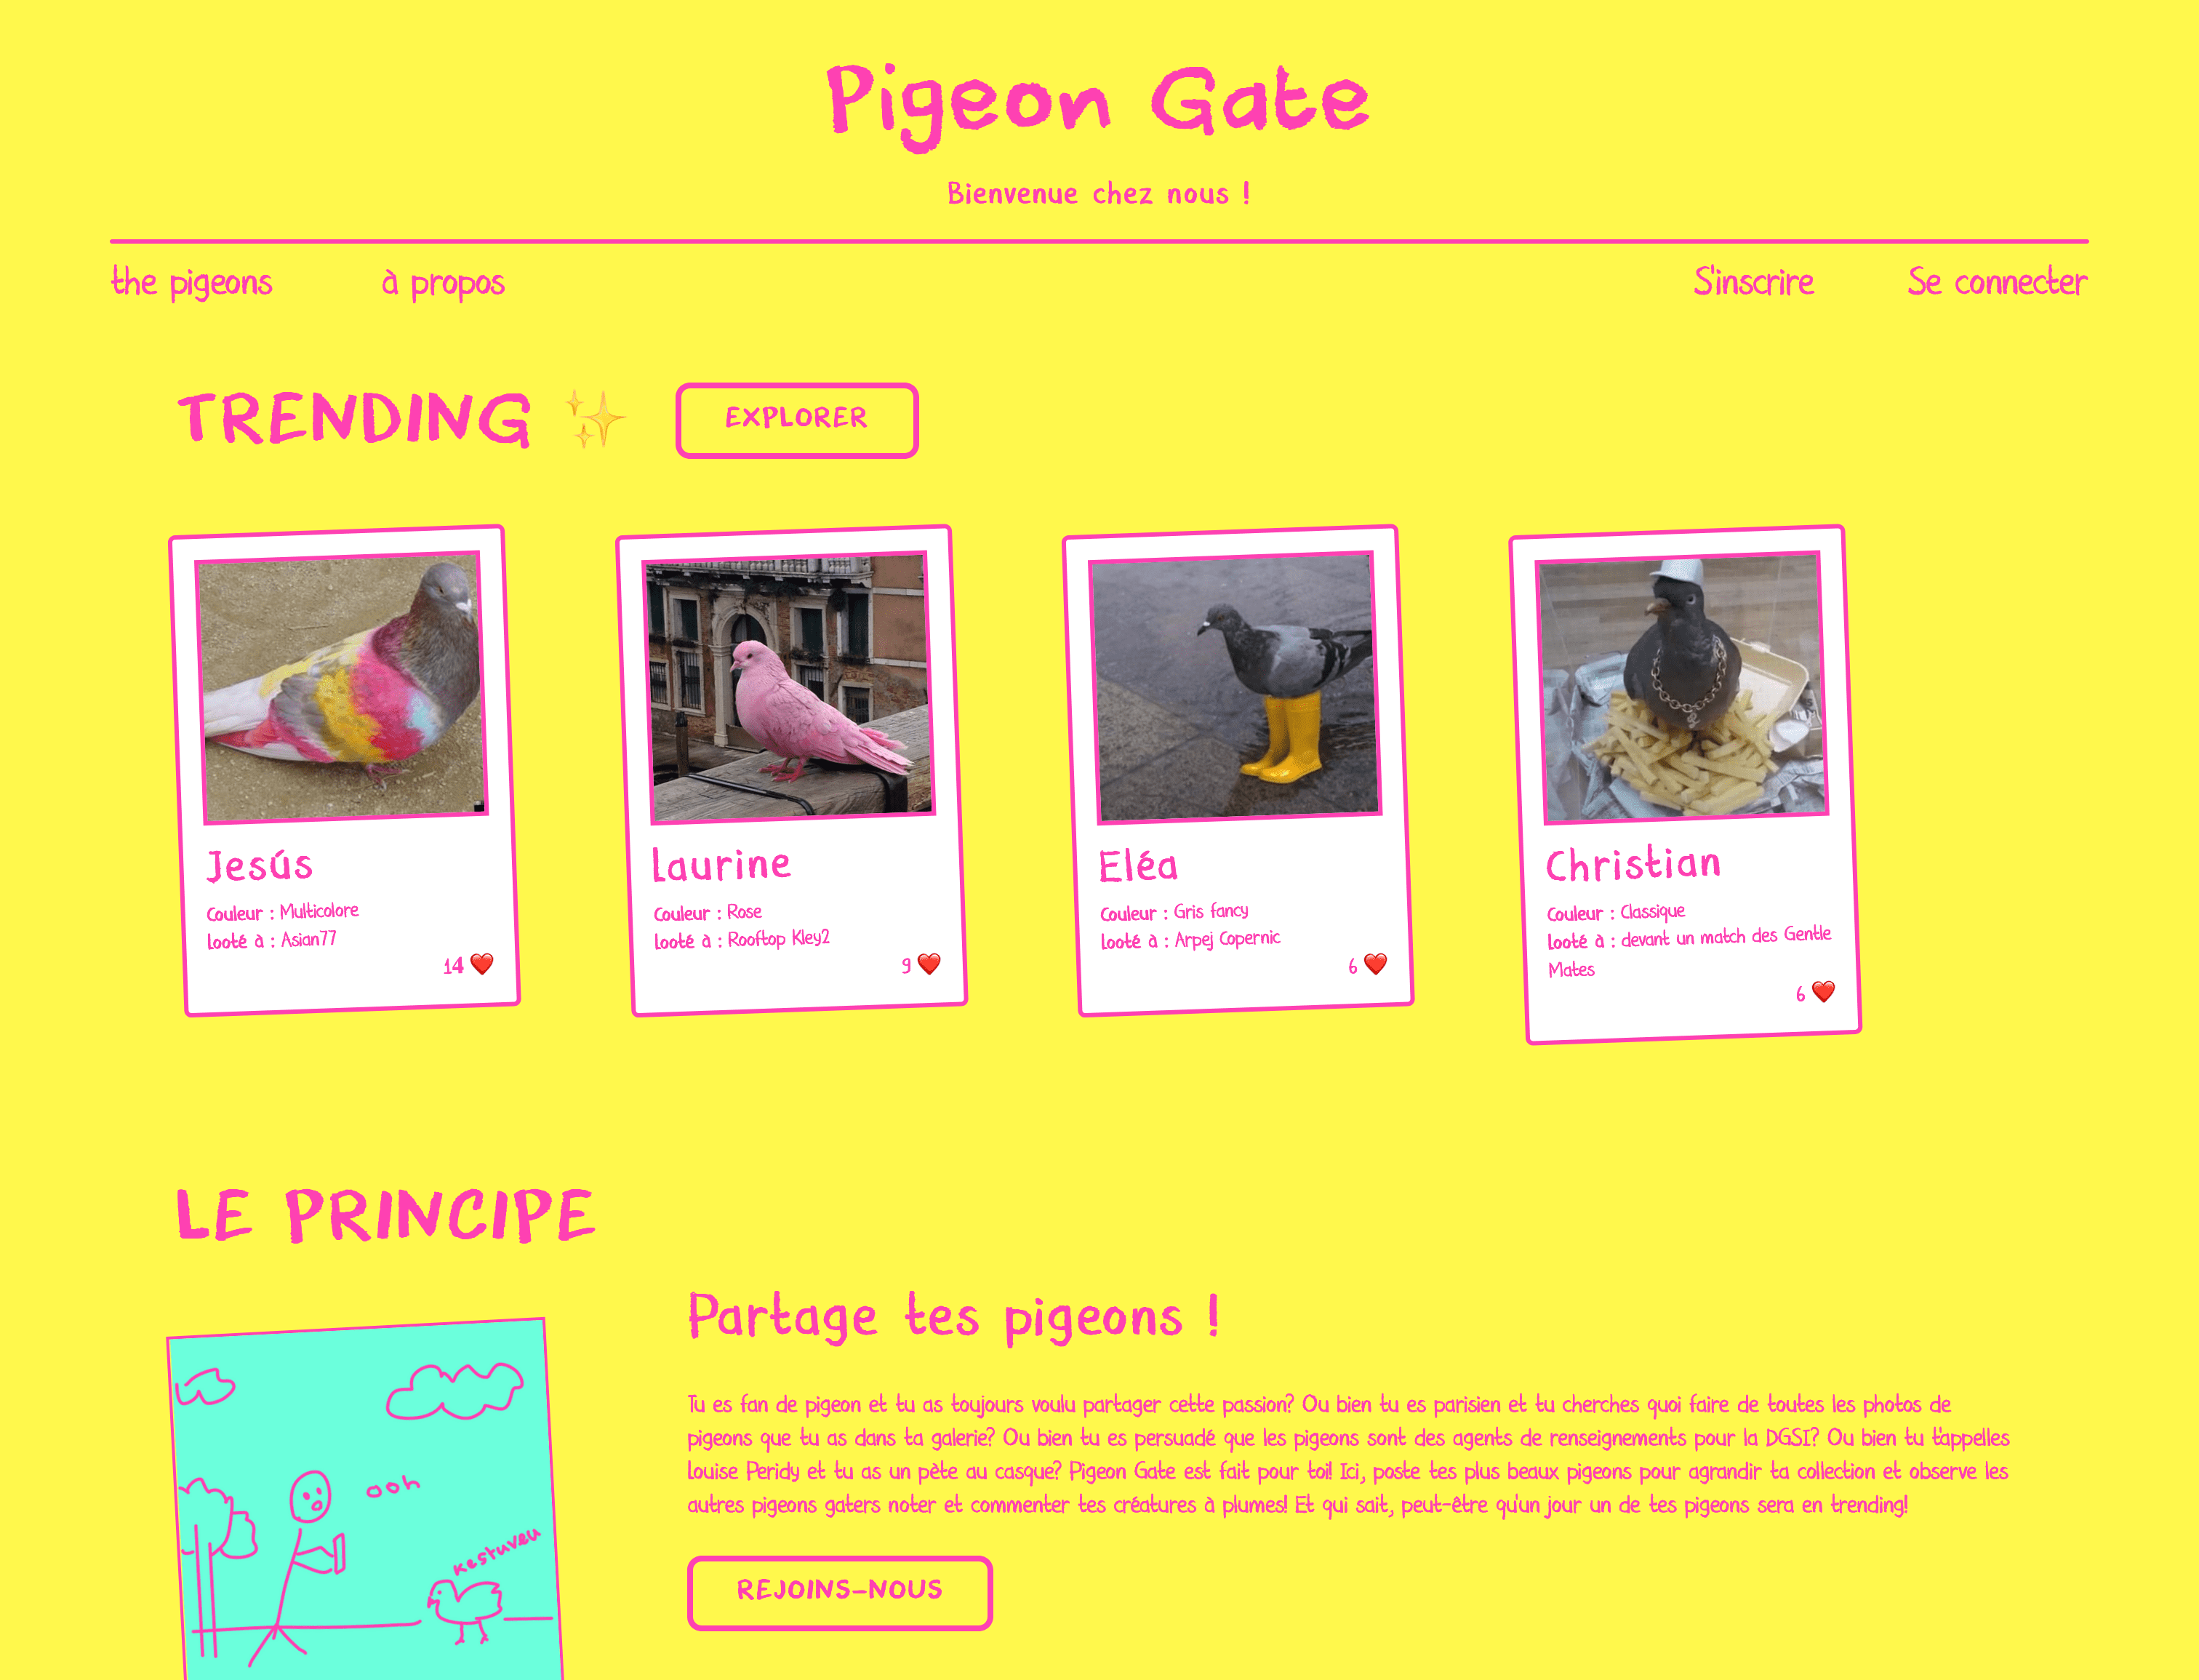 Pigeon Gate
Bienvenue chez nous !
the pigeons
à propos
S'inscrire
Se connecter
TRENDING ✨
EXPLORER
Jesús
Couleur : Multicolore
Looté à : Asian77
14 ❤️
Laurine
Couleur : Rose
Looté à : Rooftop Kley2
9 ❤️
Eléa
Couleur : Gris fancy
Looté à : Arpej Copernic
6 ❤️
Christian
Couleur : Classique
Looté à : devant un match des Gentle
Mates
6 ❤️
LE PRINCIPE
ooh
kestuveu
Partage tes pigeons !
Tu es fan de pigeon et tu as toujours voulu partager cette passion? Ou bien tu es parisien et tu cherches quoi faire de toutes les photos de
pigeons que tu as dans ta galerie? Ou bien tu es persuadé que les pigeons sont des agents de renseignements pour la DGSI? Ou bien tu t'appelles
Louise Peridy et tu as un pète au casque? Pigeon Gate est fait pour toi! Ici, poste tes plus beaux pigeons pour agrandir ta collection et observe les
autres pigeons gaters noter et commenter tes créatures à plumes! Et qui sait, peut-être qu'un jour un de tes pigeons sera en trending!
REJOINS-NOUS